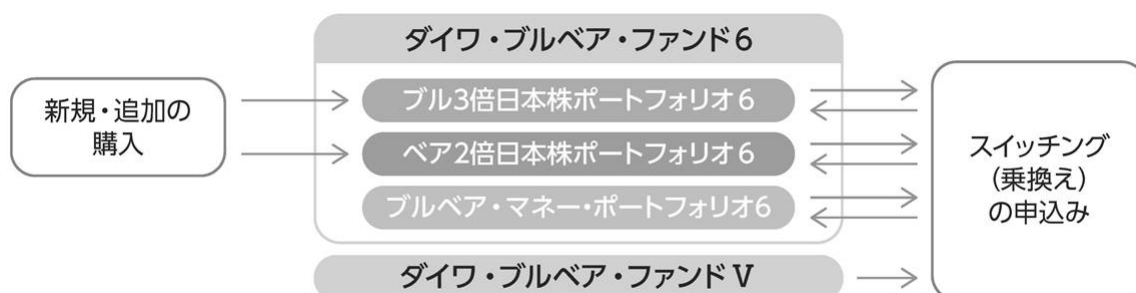 ダイワ・ブルベア・ファンド6
新規・追加の
購入
ブル3倍日本株ポートフォリオ6
ベア2倍日本株ポートフォリオ6
ブルベア・マネー・ポートフォリオ6
スイッチング
(乗換え)
の申込み
ダイワ・ブルベア・ファンドⅤ